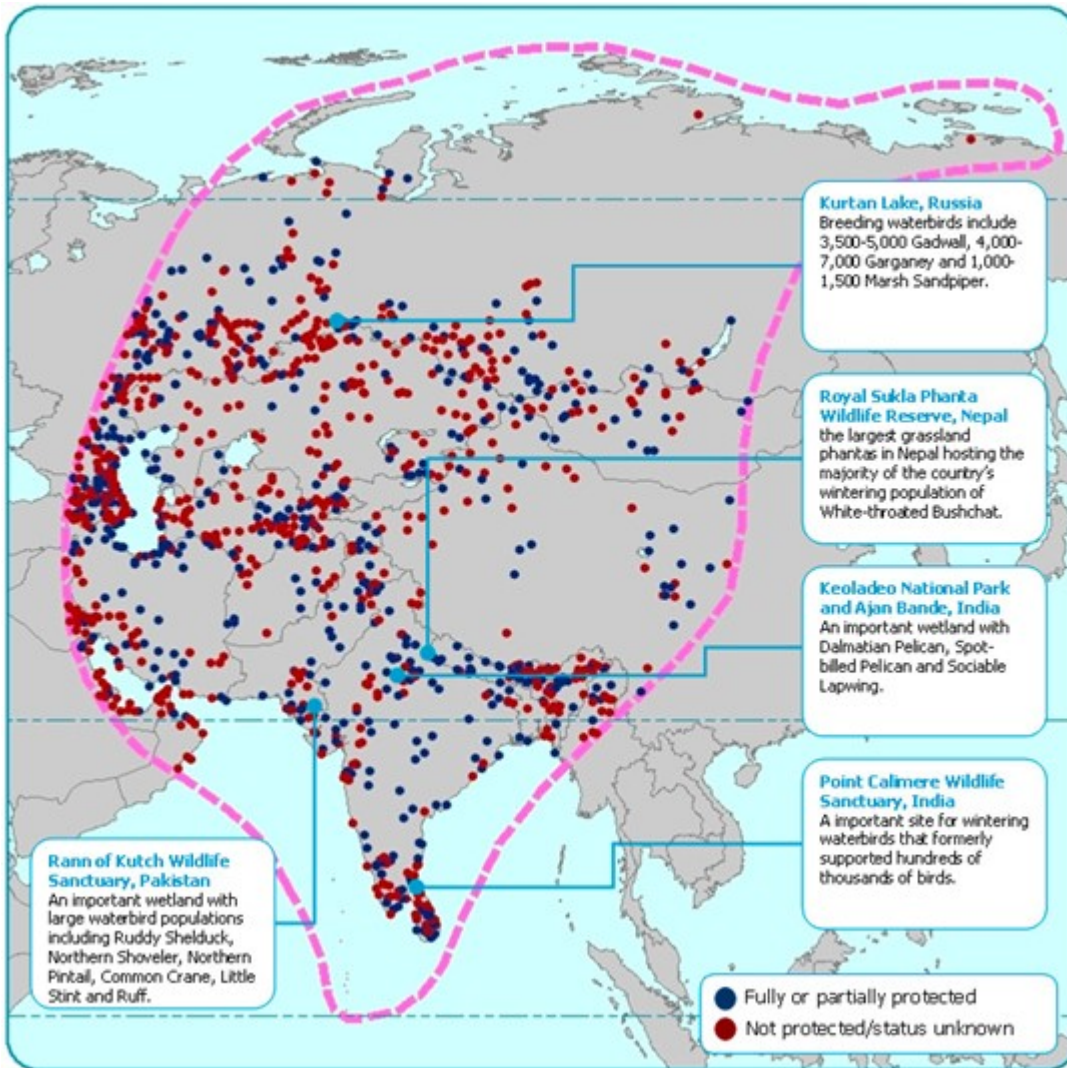 Kurtan Lake, Russia
Breeding waterbirds include
3,500-5,000 Gadwall, 4,000-
7,000 Garganey and 1,000-
1,500 Marsh Sandpiper.
Royal Sukla Phanta
Wildlife Reserve, Nepal
the largest grassland
phantas in Nepal hosting the
majority of the country's
wintering population of
White-throated Bushchat.
Keoladeo National Park
and Ajan Bande, India
An important wetland with
Dalmatian Pelican, Spot-
billed Pelican and Sociable
Lapwing.
Point Calimere Wildlife
Sanctuary, India
A important site for wintering
waterbirds that formerly
supported hundreds of
thousands of birds.
Rann of Kutch Wildlife
Sanctuary, Pakistan
An important wetland with
large waterbird populations
including Ruddy Shelduck,
Northern Shoveler, Northern
Pintail, Common Crane, Little
Stint and Ruff.
Fully or partially protected
Not protected/status unknown